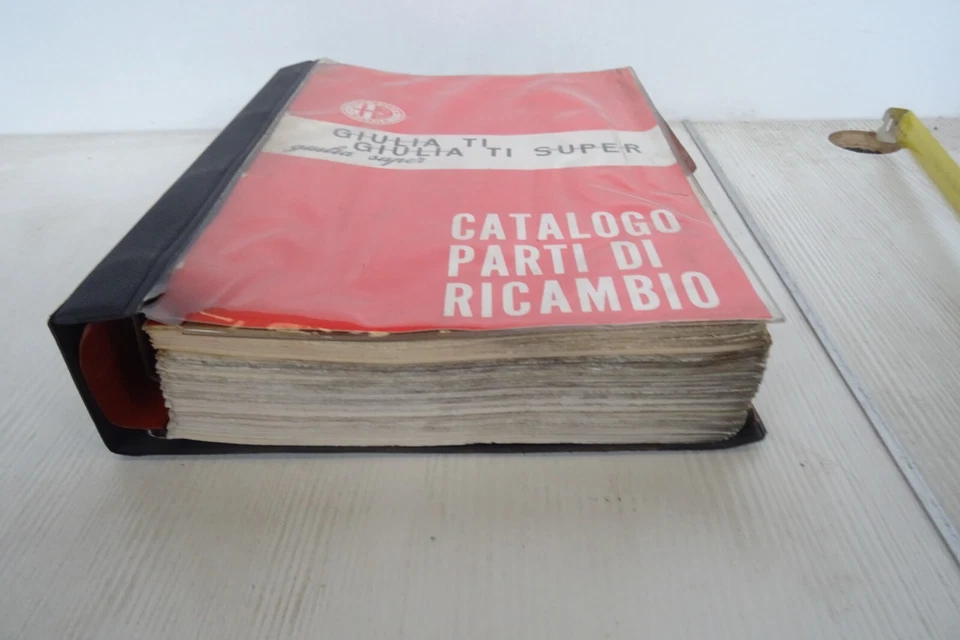 GIULIA TI
GIULIA TI SUPER
giulia super
CATALOGO
PARTI DI
RICAMBIO